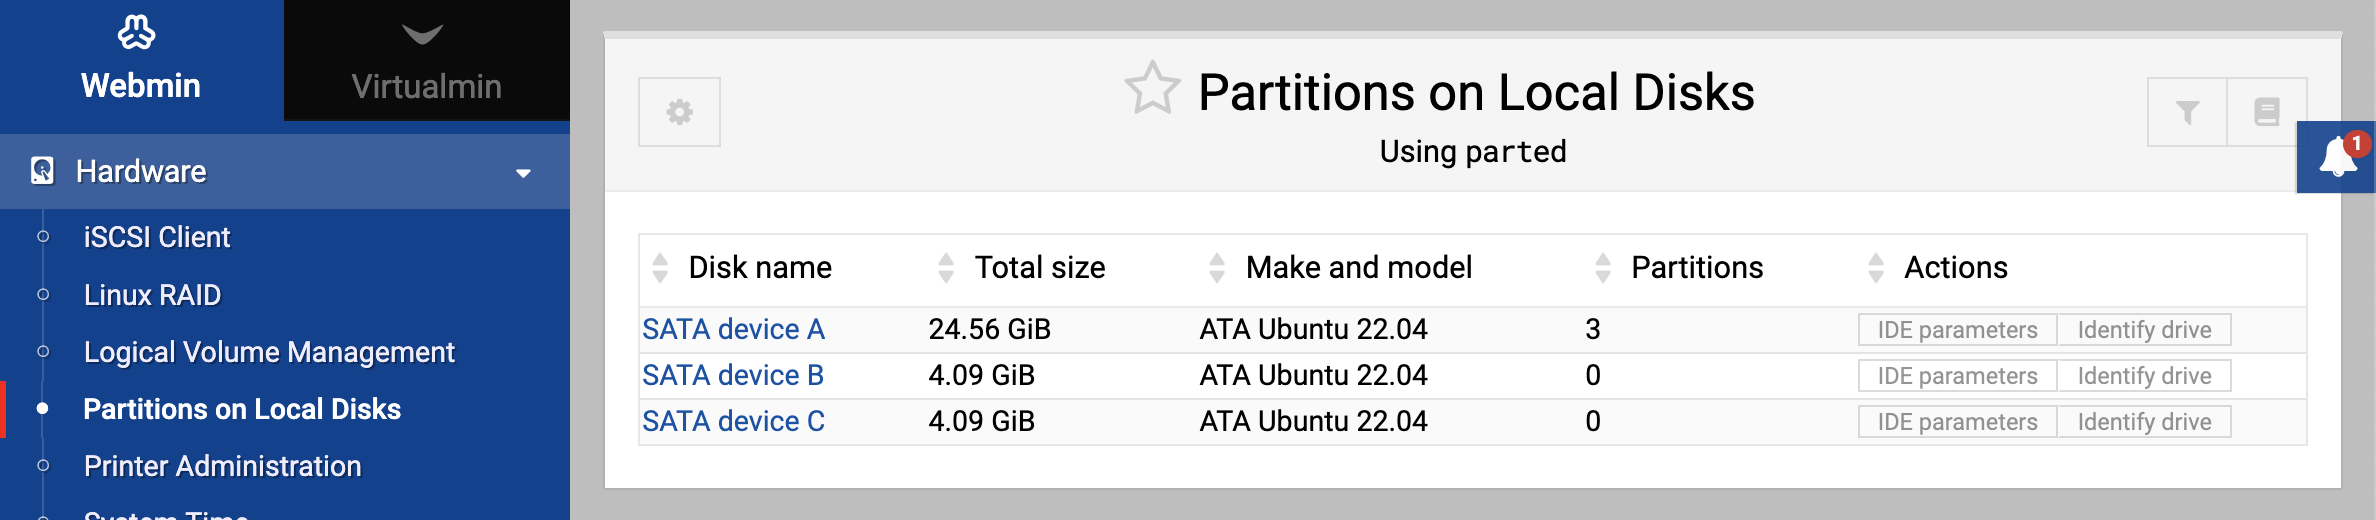 Webmin
Virtualmin
Hardware
iSCSI Client
Linux RAID
Logical Volume Management
Partitions on Local Disks
Printer Administration
System Time
Partitions on Local Disks
Using parted
1
Disk name Total size Make and model Partitions Actions
SATA device A 24.56 GiB ATA Ubuntu 22.04 3 IDE parameters Identify drive
SATA device B 4.09 GiB ATA Ubuntu 22.04 0 IDE parameters Identify drive
SATA device C 4.09 GiB ATA Ubuntu 22.04 0 IDE parameters Identify drive